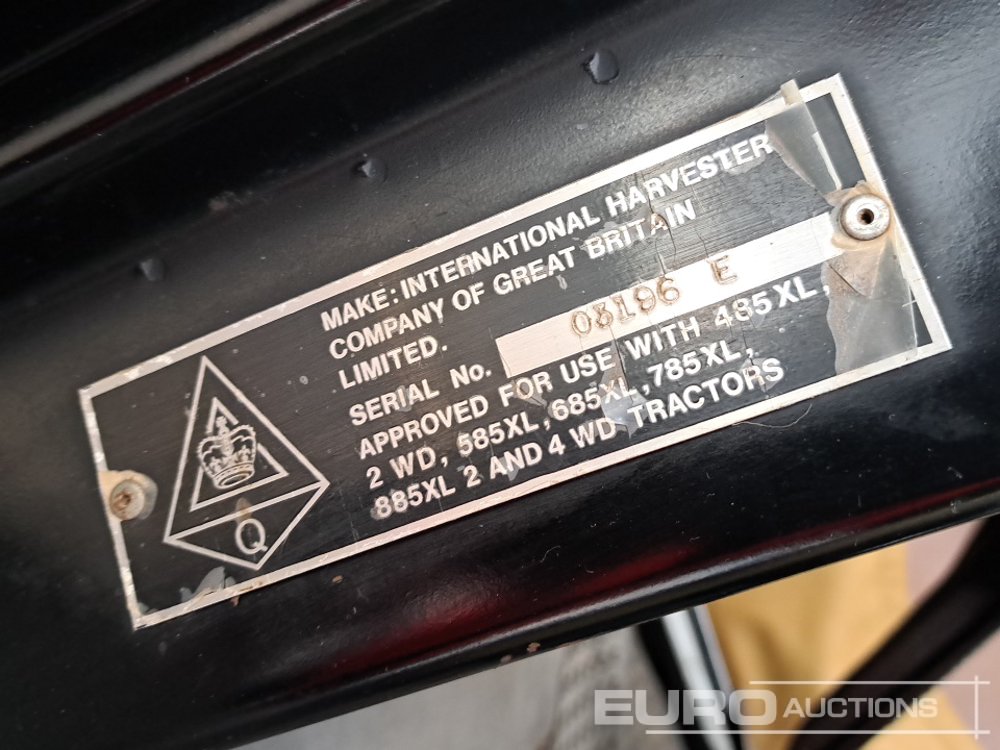 MAKE: INTERNATIONAL HARVESTER
COMPANY OF GREAT BRITAIN
LIMITED.
SERIAL No. 03196 E
APPROVED FOR USE WITH 485XL,
2 WD, 585XL, 685XL, 785XL,
885XL 2 AND 4 WD TRACTORS
Q
EURO AUCTIONS